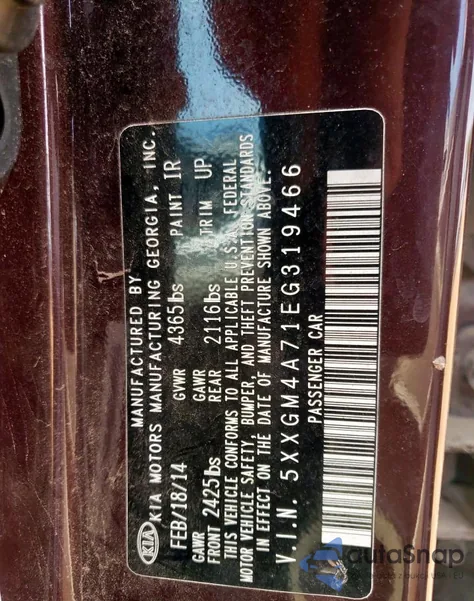 MANUFACTURED BY
KIA KIA MOTORS MANUFACTURING GEORGIA, INC.
FEB/18/14 GVWR 4365lbs PAINT IR
GAWR GAWR
FRONT 2425lbs REAR 2116lbs TRIM UP
THIS VEHICLE CONFORMS TO ALL APPLICABLE U.S.A. FEDERAL
MOTOR VEHICLE SAFETY, BUMPER, AND THEFT PREVENTION STANDARDS
IN EFFECT ON THE DATE OF MANUFACTURE SHOWN ABOVE.
V.I.N. 5XXGM4A71EG319466
PASSENGER CAR
autoSnap